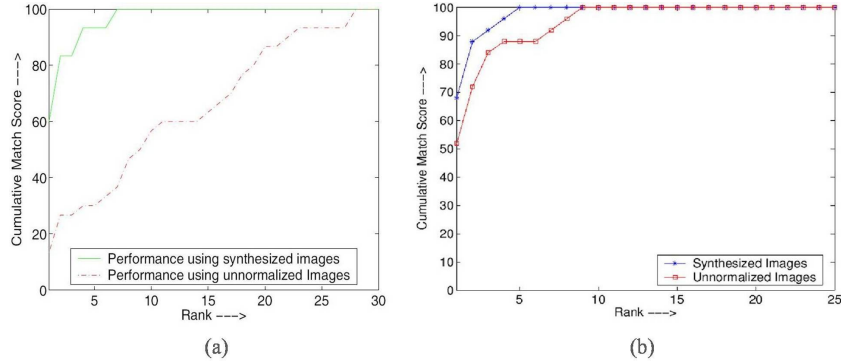 Cumulative Match Score --->
100
80
60
40
20
0
5
10
15
20
25
30
Rank --->
Performance using synthesized images
Performance using unnormalized Images
(a)
Cumulative Match Score --->
100
90
80
70
60
50
40
30
20
10
0
5
10
15
20
25
Rank --->
Synthesized Images
Unnormalized Images
(b)